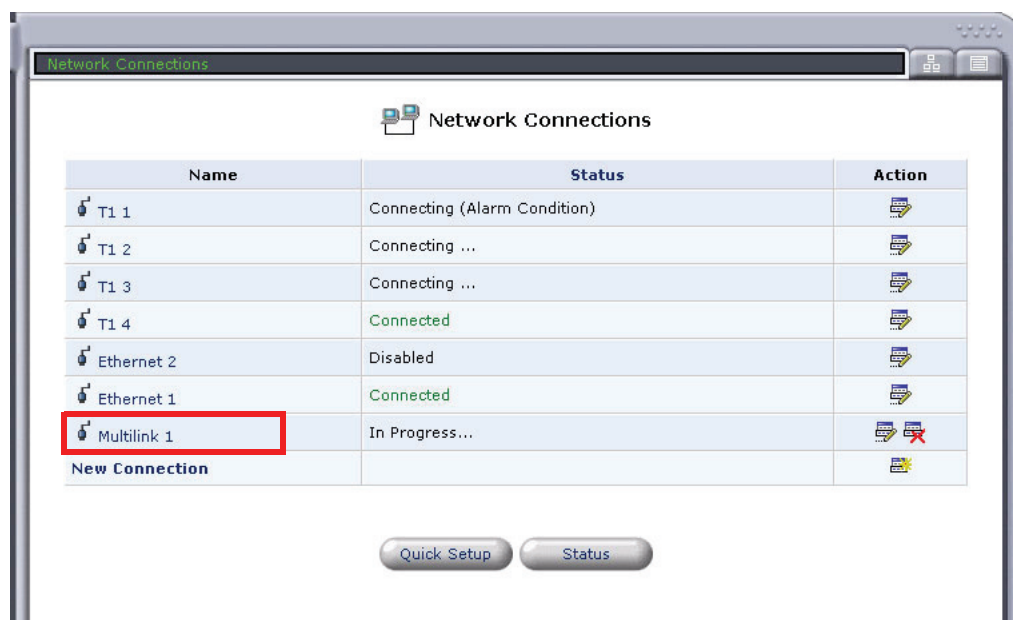 Network Connections
Network Connections
Name Status Action
T1 1 Connecting (Alarm Condition)
T1 2 Connecting ...
T1 3 Connecting ...
T1 4 Connected
Ethernet 2 Disabled
Ethernet 1 Connected
Multilink 1 In Progress...
New Connection
Quick Setup Status